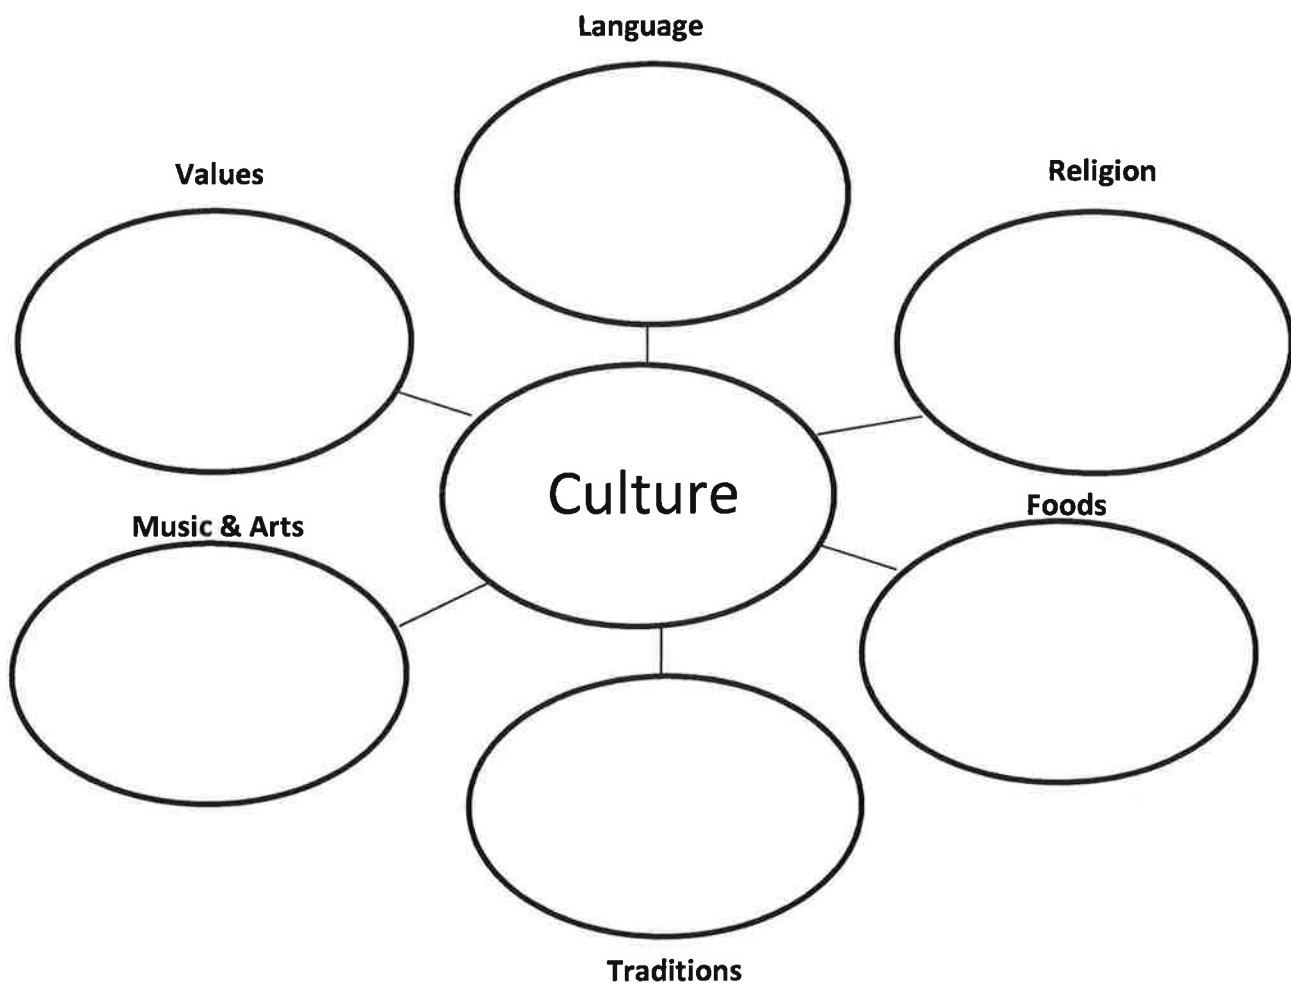 Language
Values
Religion
Culture
Music & Arts
Foods
Traditions